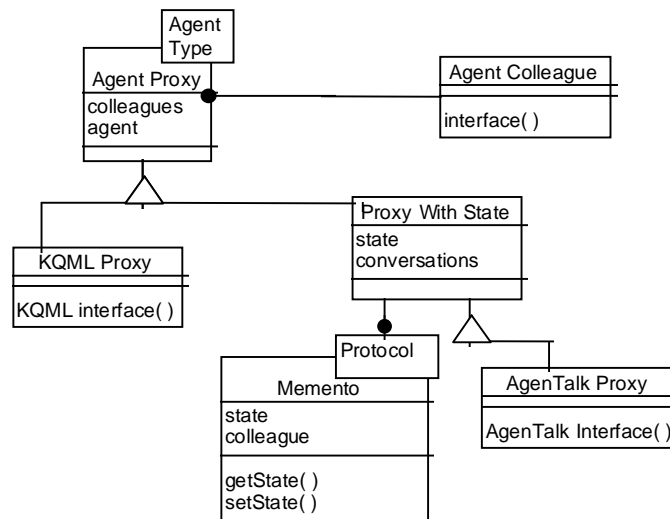 Agent
Type
Agent Proxy
colleagues
agent
Agent Colleague
interface( )
Proxy With State
state
conversations
KQML Proxy
KQML interface( )
Protocol
Memento
state
colleague
getState( )
setState( )
AgenTalk Proxy
AgenTalk Interface( )